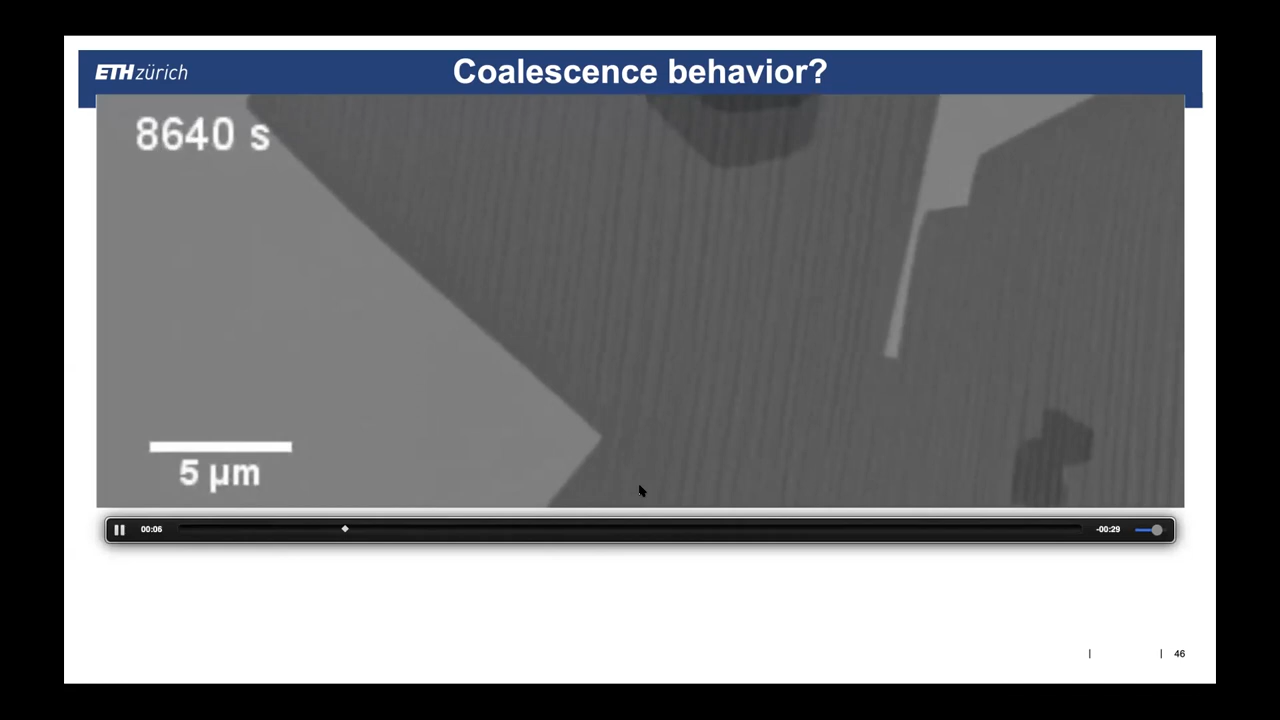 ETH zürich
Coalescence behavior?
8640 s
5 µm
00:06
-00:29
| | 46